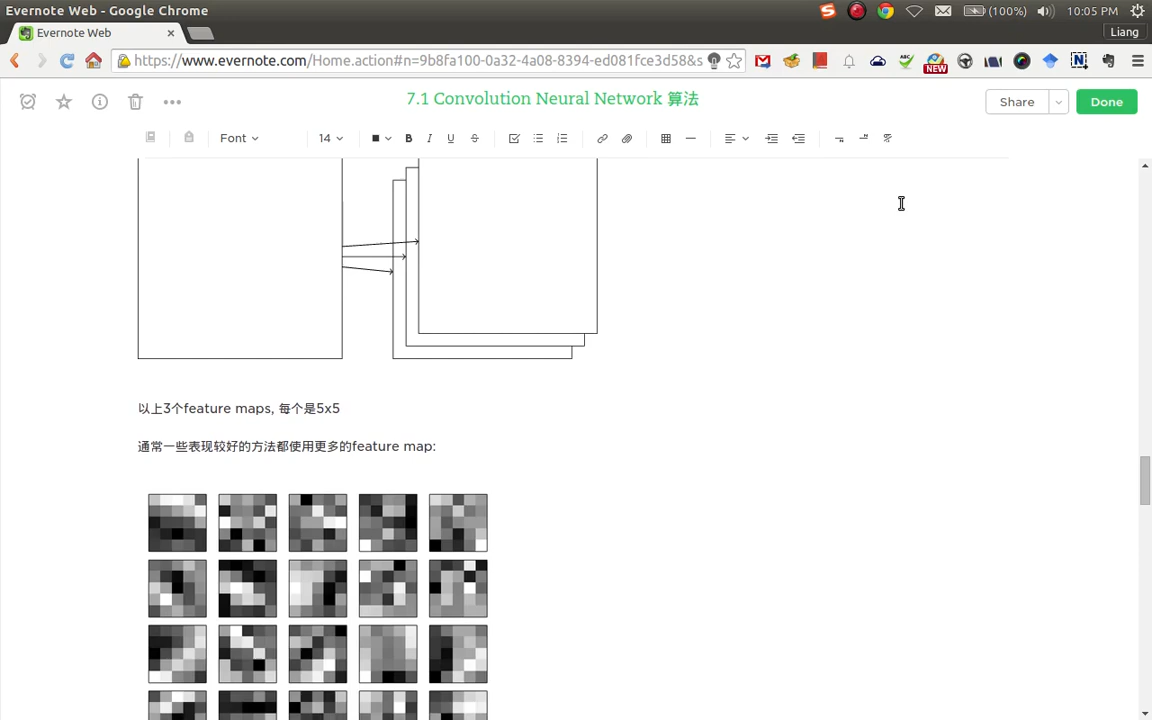 Evernote Web - Google Chrome
(100%)
10:05 PM
Evernote Web
Liang
https://www.evernote.com/Home.action#n=9b8fa100-0a32-4a08-8394-ed081fce3d58&s
NEW
7.1 Convolution Neural Network 算法
Share
Done
Font
14
B
I
U
以上3个feature maps, 每个是5x5
通常一些表现较好的方法都使用更多的feature map: